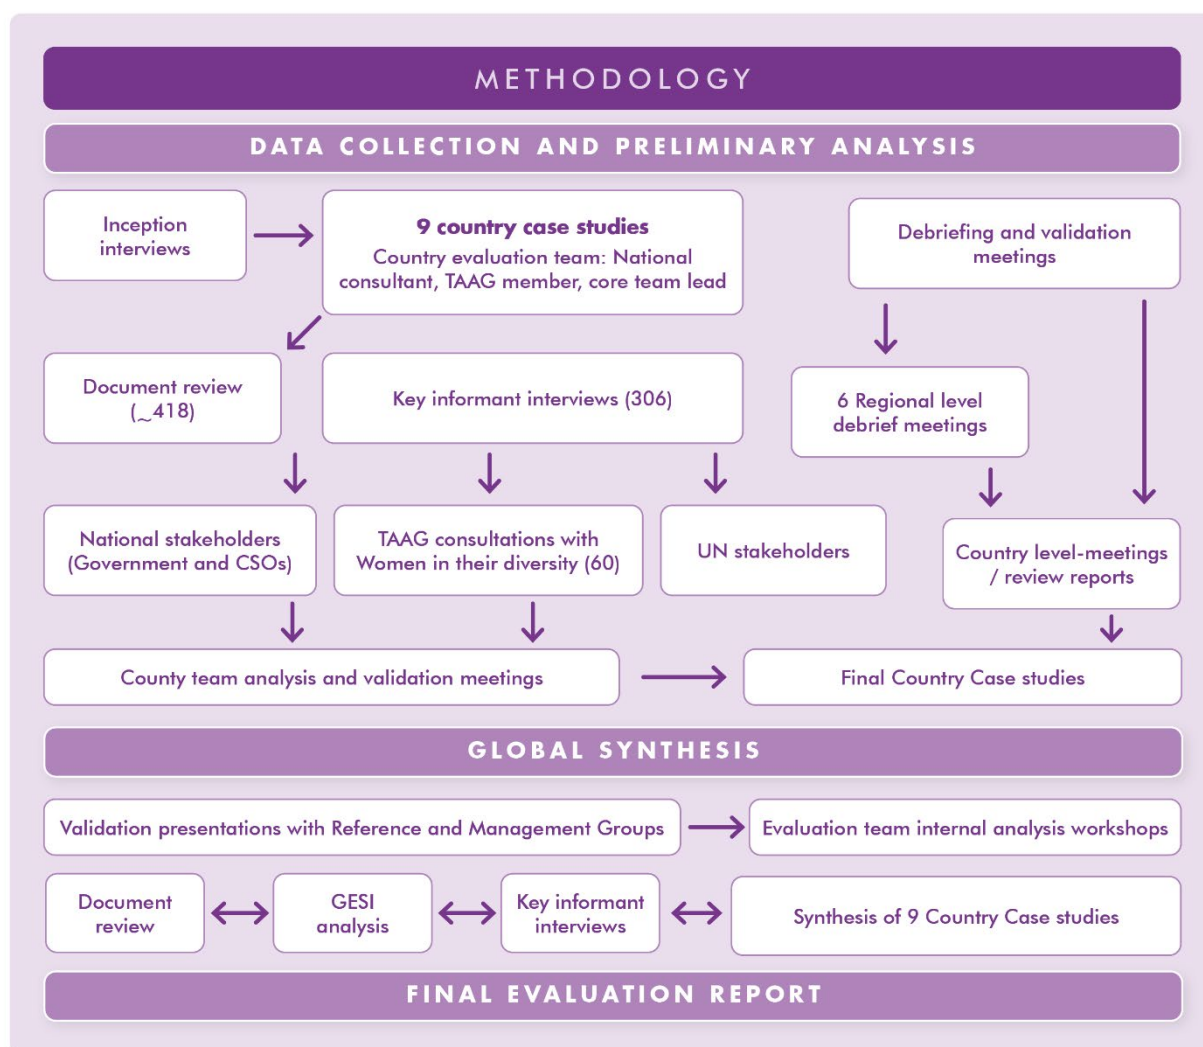 METHODOLOGY
DATA COLLECTION AND PRELIMINARY ANALYSIS
Inception
interviews
9 country case studies
Country evaluation team: National
consultant, TAAG member, core team lead
Debriefing and validation
meetings
Document review
(~418)
Key informant interviews (306)
6 Regional level
debrief meetings
National stakeholders
(Government and CSOs)
TAAG consultations with
Women in their diversity (60)
UN stakeholders
Country level-meetings
/ review reports
County team analysis and validation meetings
Final Country Case studies
GLOBAL SYNTHESIS
Validation presentations with Reference and Management Groups
Evaluation team internal analysis workshops
Document
review
GESI
analysis
Key informant
interviews
Synthesis of 9 Country Case studies
FINAL EVALUATION REPORT